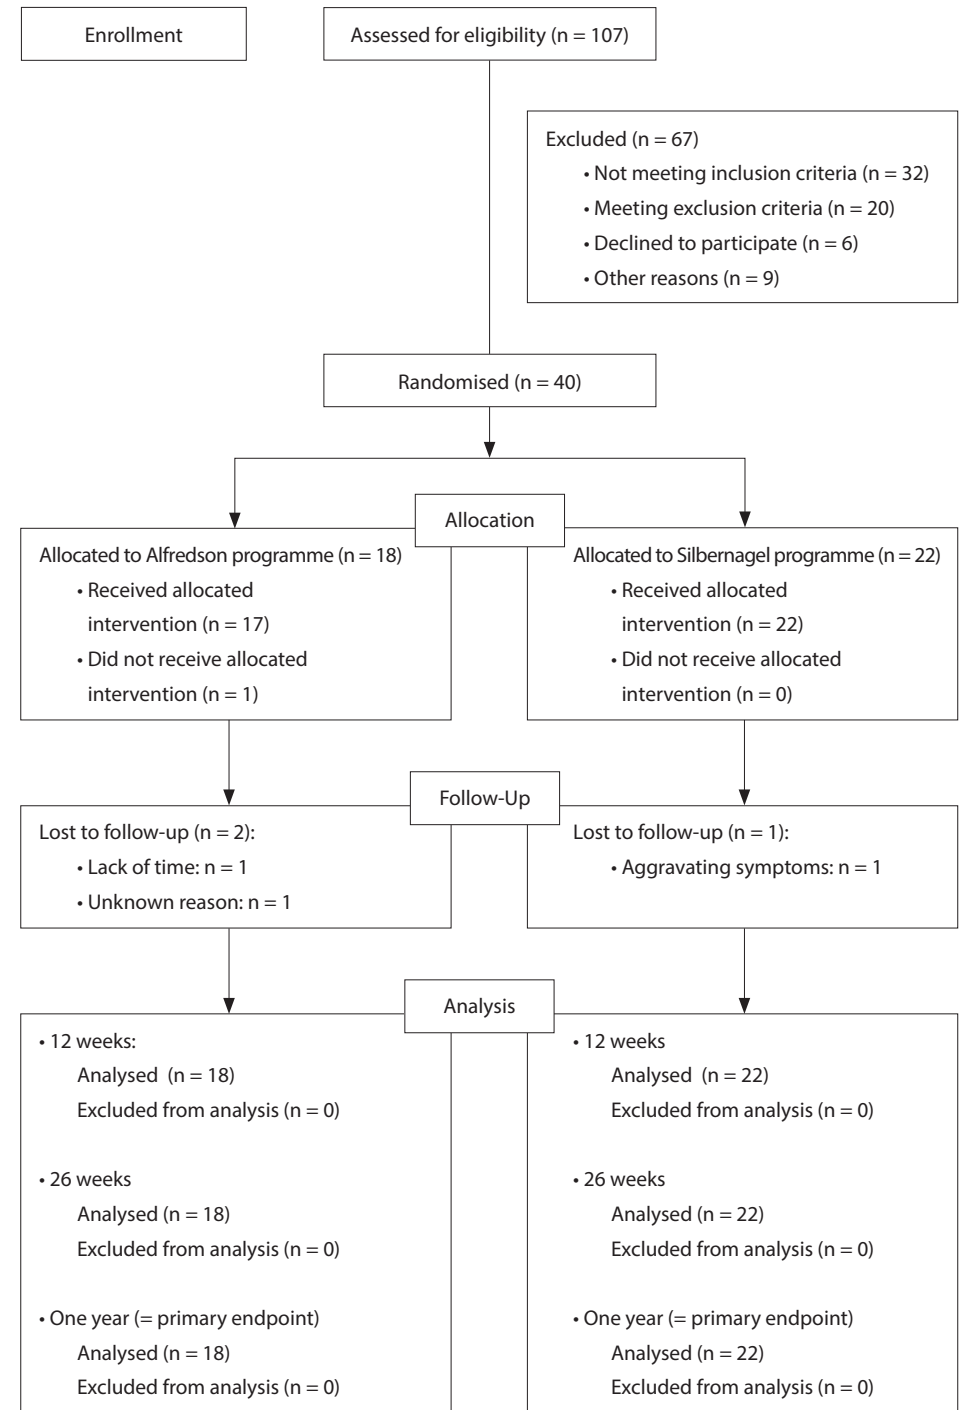 Enrollment
Assessed for eligibility (n = 107)
Excluded (n = 67)
• Not meeting inclusion criteria (n = 32)
• Meeting exclusion criteria (n = 20)
• Declined to participate (n = 6)
• Other reasons (n = 9)
Randomised (n = 40)
Allocation
Allocated to Alfredson programme (n = 18)
• Received allocated
intervention (n = 17)
• Did not receive allocated
intervention (n = 1)
Allocated to Silbernagel programme (n = 22)
• Received allocated
intervention (n = 22)
• Did not receive allocated
intervention (n = 0)
Follow-Up
Lost to follow-up (n = 2):
• Lack of time: n = 1
• Unknown reason: n = 1
Lost to follow-up (n = 1):
• Aggravating symptoms: n = 1
Analysis
• 12 weeks:
Analysed (n = 18)
Excluded from analysis (n = 0)
• 26 weeks
Analysed (n = 18)
Excluded from analysis (n = 0)
• One year (= primary endpoint)
Analysed (n = 18)
Excluded from analysis (n = 0)
• 12 weeks
Analysed (n = 22)
Excluded from analysis (n = 0)
• 26 weeks
Analysed (n = 22)
Excluded from analysis (n = 0)
• One year (= primary endpoint)
Analysed (n = 22)
Excluded from analysis (n = 0)